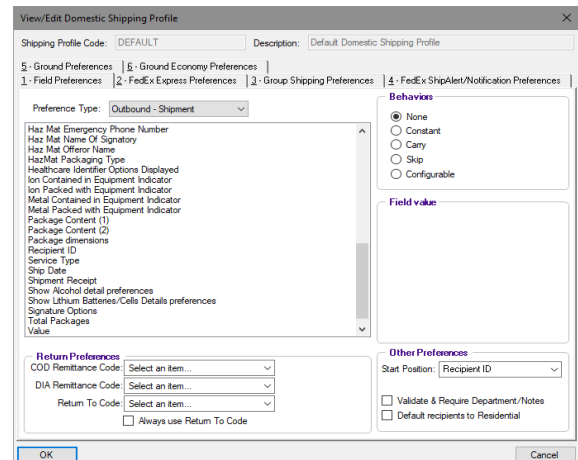 View/Edit Domestic Shipping Profile
Shipping Profile Code: DEFAULT Description: Default Domestic Shipping Profile
5 - Ground Preferences 6 - Ground Economy Preferences
1 - Field Preferences 2 - FedEx Express Preferences 3 - Group Shipping Preferences 4 - FedEx ShipAlert/Notification Preferences
Preference Type: Outbound - Shipment
Haz Mat Emergency Phone Number
Haz Mat Name Of Signatory
Haz Mat Offeror Name
HazMat Packaging Type
Healthcare Identifier Options Displayed
Ion Contained in Equipment Indicator
Ion Packed with Equipment Indicator
Metal Contained in Equipment Indicator
Metal Packed with Equipment Indicator
Package Content (1)
Package Content (2)
Package dimensions
Recipient ID
Service Type
Ship Date
Shipment Receipt
Show Alcohol detail preferences
Show Lithium Batteries/Cells Details preferences
Signature Options
Total Packages
Value
Behaviors
None
Constant
Carry
Skip
Configurable
Field value
Return Preferences
COD Remittance Code: Select an item...
DIA Remittance Code: Select an item...
Return To Code: Select an item...
Always use Return To Code
Other Preferences
Start Position: Recipient ID
Validate & Require Department/Notes
Default recipients to Residential
OK Cancel